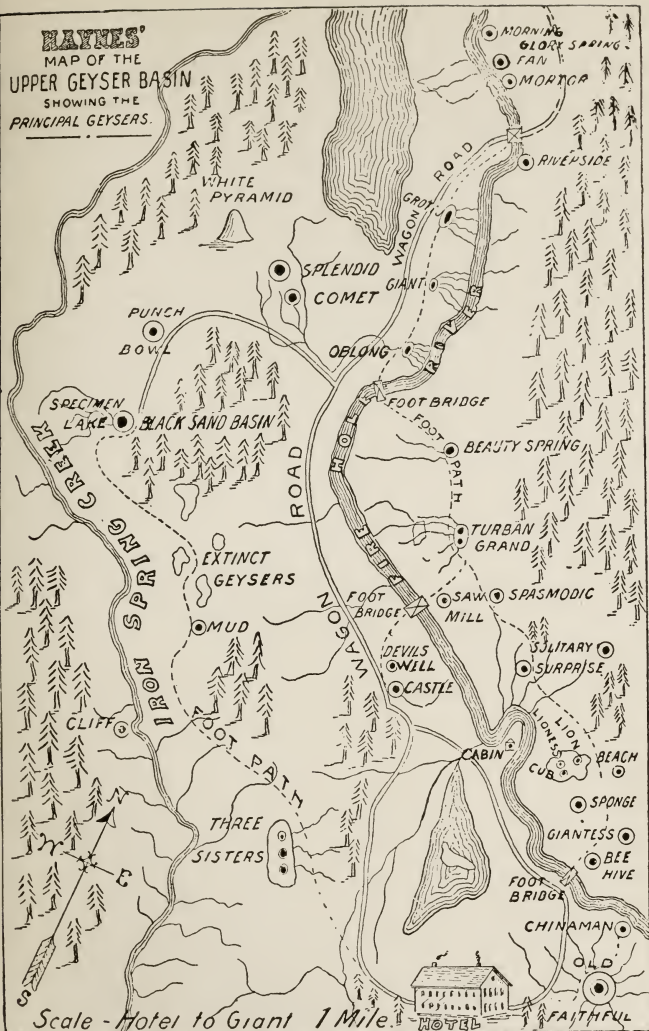 HAYNES'
MAP OF THE
UPPER GEYSER BASIN
SHOWING THE
PRINCIPAL GEYSERS.
MORNING
GLORY SPRING.
FAN
MORTOR
RIVERSIDE
WAGON ROAD
GROT
GIANT
OBLONG
WHITE
PYRAMID
SPLENDID
COMET
PUNCH
BOWL
FIRE HOLE RIVER
FOOT BRIDGE
FOOT PATH
BEAUTY SPRING
SPECIMEN
LAKE
BLACK SAND BASIN
WAGON ROAD
TURBAN
GRAND
IRON SPRING CREEK
EXTINCT
GEYSERS
FOOT
BRIDGE
SAW
MILL
SPASMODIC
MUD
DEVILS
WELL
CASTLE
SOLITARY
SURPRISE
CLIFF
FOOT PATH
CABIN
LIONESS
LION
CUB
BEACH
SPONGE
THREE
SISTERS
GIANTESS
BEE
HIVE
FOOT
BRIDGE
CHINAMAN
OLD
FAITHFUL
N
W
E
S
HOTEL
Scale - Hotel to Giant 1 Mile.